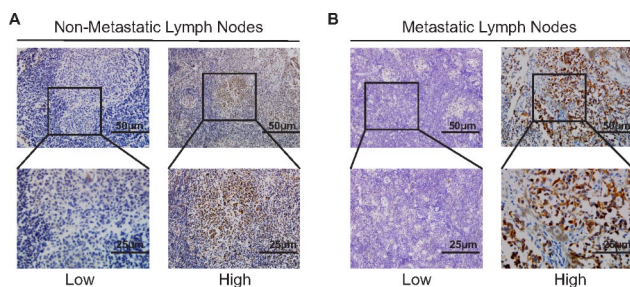 A
Non-Metastatic Lymph Nodes
50μm
50μm
25μm
25μm
Low
High
B
Metastatic Lymph Nodes
50μm
50μm
25μm
25μm
Low
High